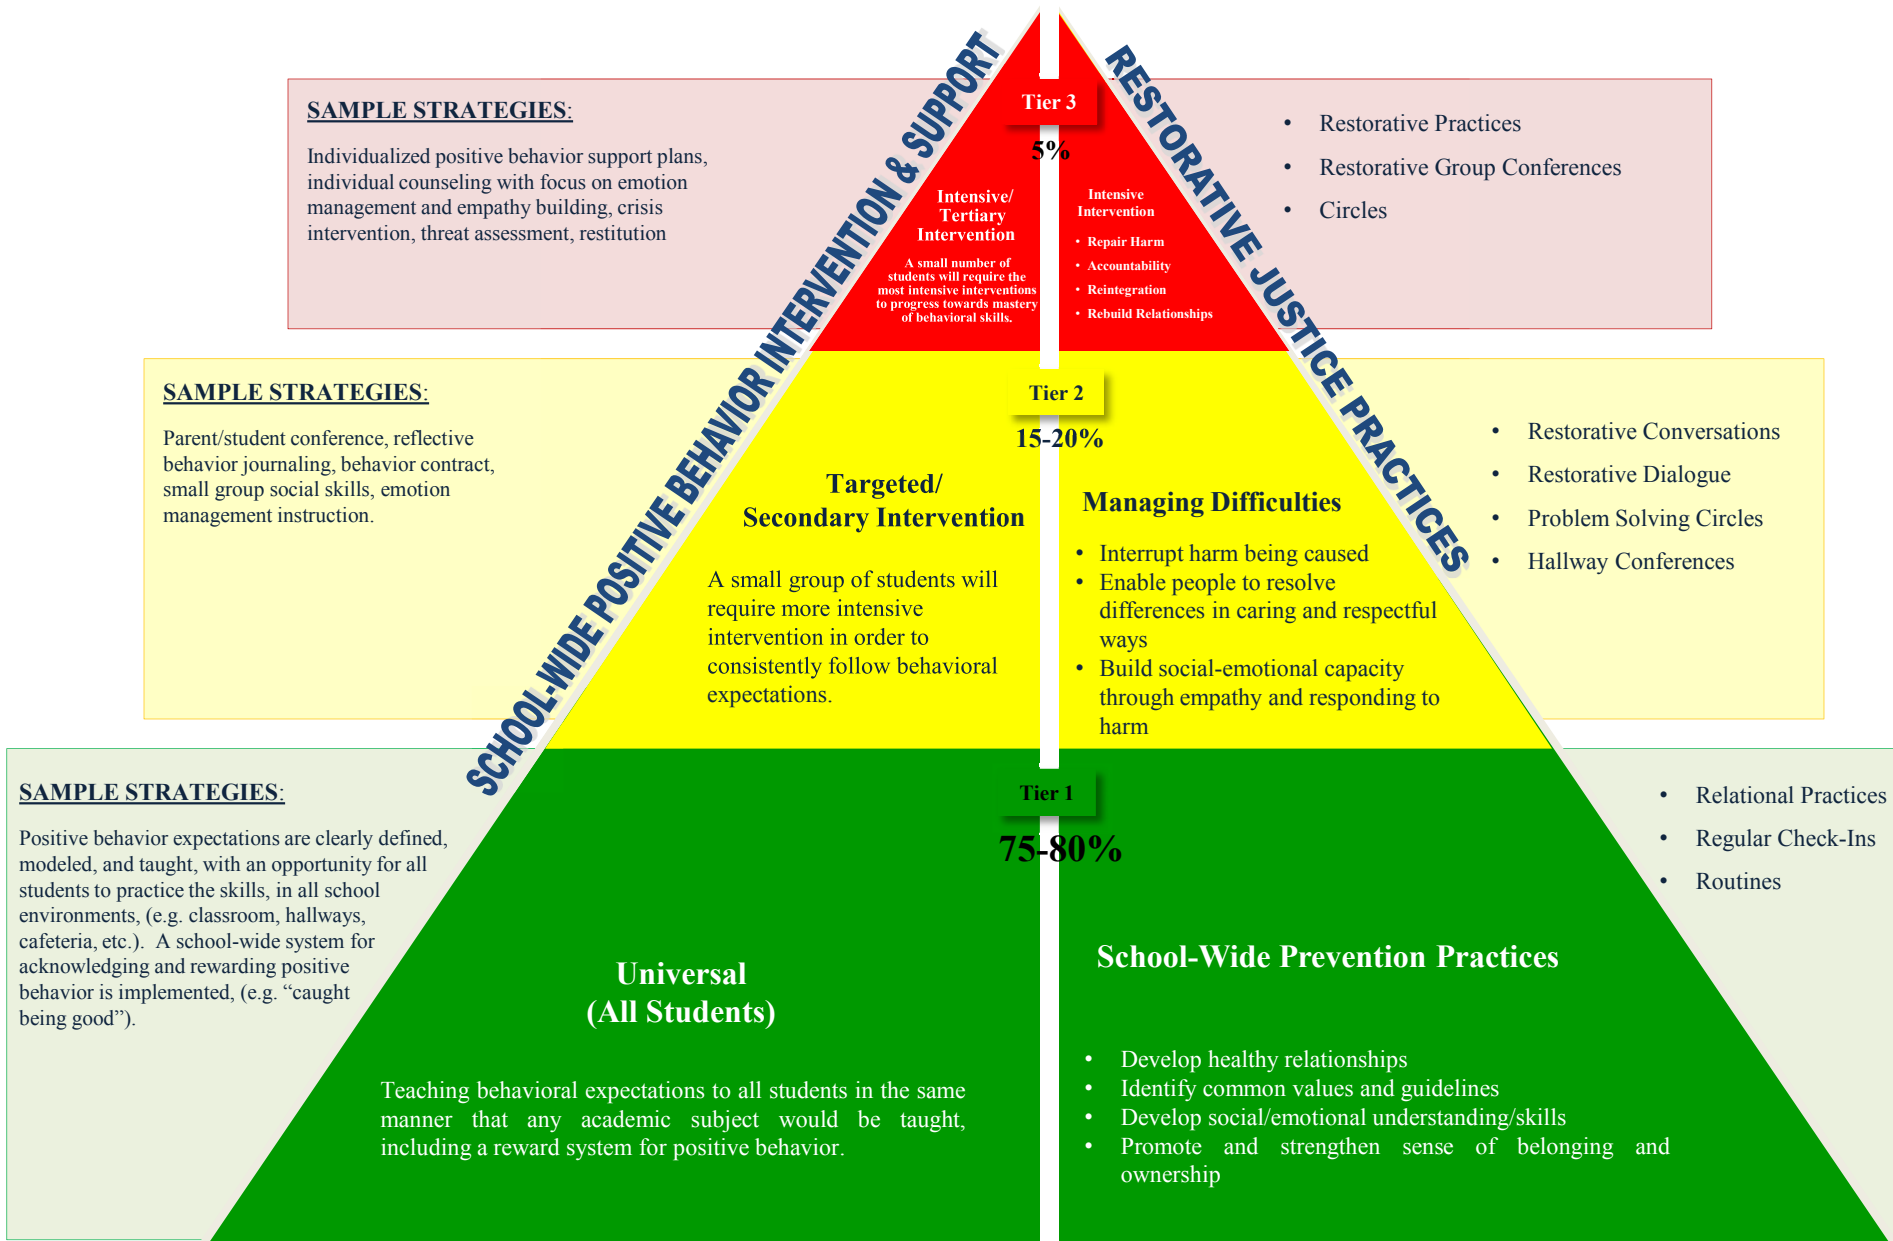 SCHOOL-WIDE POSITIVE BEHAVIOR INTERVENTION & SUPPORT
RESTORATIVE JUSTICE PRACTICES
SAMPLE STRATEGIES:
Individualized positive behavior support plans,
individual counseling with focus on emotion
management and empathy building, crisis
intervention, threat assessment, restitution
Tier 3
5%
Intensive/
Tertiary
Intervention
A small number of
students will require the
most intensive interventions
to progress towards mastery
of behavioral skills.
Intensive
Intervention
• Repair Harm
• Accountability
• Reintegration
• Rebuild Relationships
• Restorative Practices
• Restorative Group Conferences
• Circles
SAMPLE STRATEGIES:
Parent/student conference, reflective
behavior journaling, behavior contract,
small group social skills, emotion
management instruction.
Tier 2
15-20%
Targeted/
Secondary Intervention
A small group of students will
require more intensive
intervention in order to
consistently follow behavioral
expectations.
Managing Difficulties
• Interrupt harm being caused
• Enable people to resolve
differences in caring and respectful
ways
• Build social-emotional capacity
through empathy and responding to
harm
• Restorative Conversations
• Restorative Dialogue
• Problem Solving Circles
• Hallway Conferences
SAMPLE STRATEGIES:
Positive behavior expectations are clearly defined,
modeled, and taught, with an opportunity for all
students to practice the skills, in all school
environments, (e.g. classroom, hallways,
cafeteria, etc.).  A school-wide system for
acknowledging and rewarding positive
behavior is implemented, (e.g. “caught
being good”).
Tier 1
75-80%
Universal
(All Students)
Teaching behavioral expectations to all students in the same
manner that any academic subject would be taught,
including a reward system for positive behavior.
School-Wide Prevention Practices
• Develop healthy relationships
• Identify common values and guidelines
• Develop social/emotional understanding/skills
• Promote and strengthen sense of belonging and
ownership
• Relational Practices
• Regular Check-Ins
• Routines